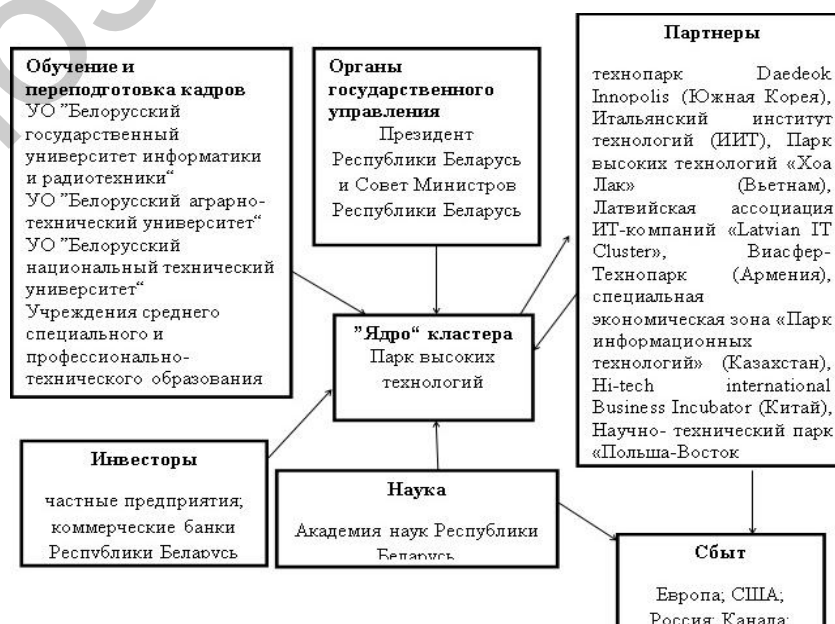 Обучение и
переподготовка кадров
УО "Белорусский
государственный
университет информатики
и радиотехники“
УО "Белорусский аграрно-
технический университет“
УО "Белорусский
национальный технический
университет“
Учреждения среднего
специального и
профессионально-
технического образования
Органы
государственного
управления
Президент
Республики Беларусь
и Совет Министров
Республики Беларусь
Партнеры
технопарк Daedeok
Innopolis (Южная Корея),
Итальянский институт
технологий (ИИТ), Парк
высоких технологий «Хоа
Лак» (Вьетнам),
Латвийская ассоциация
ИТ-компаний «Latvian IT
Cluster», Виасфер-
Технопарк (Армения),
специальная
экономическая зона «Парк
информационных
технологий» (Казахстан),
Hi-tech international
Business Incubator (Китай),
Научно- технический парк
«Польша-Восток
"Ядро“ кластера
Парк высоких
технологий
Инвесторы
частные предприятия;
коммерческие банки
Республики Беларусь
Наука
Академия наук Республики
Беларусь
Сбыт
Европа; США;
Россия; Канада;